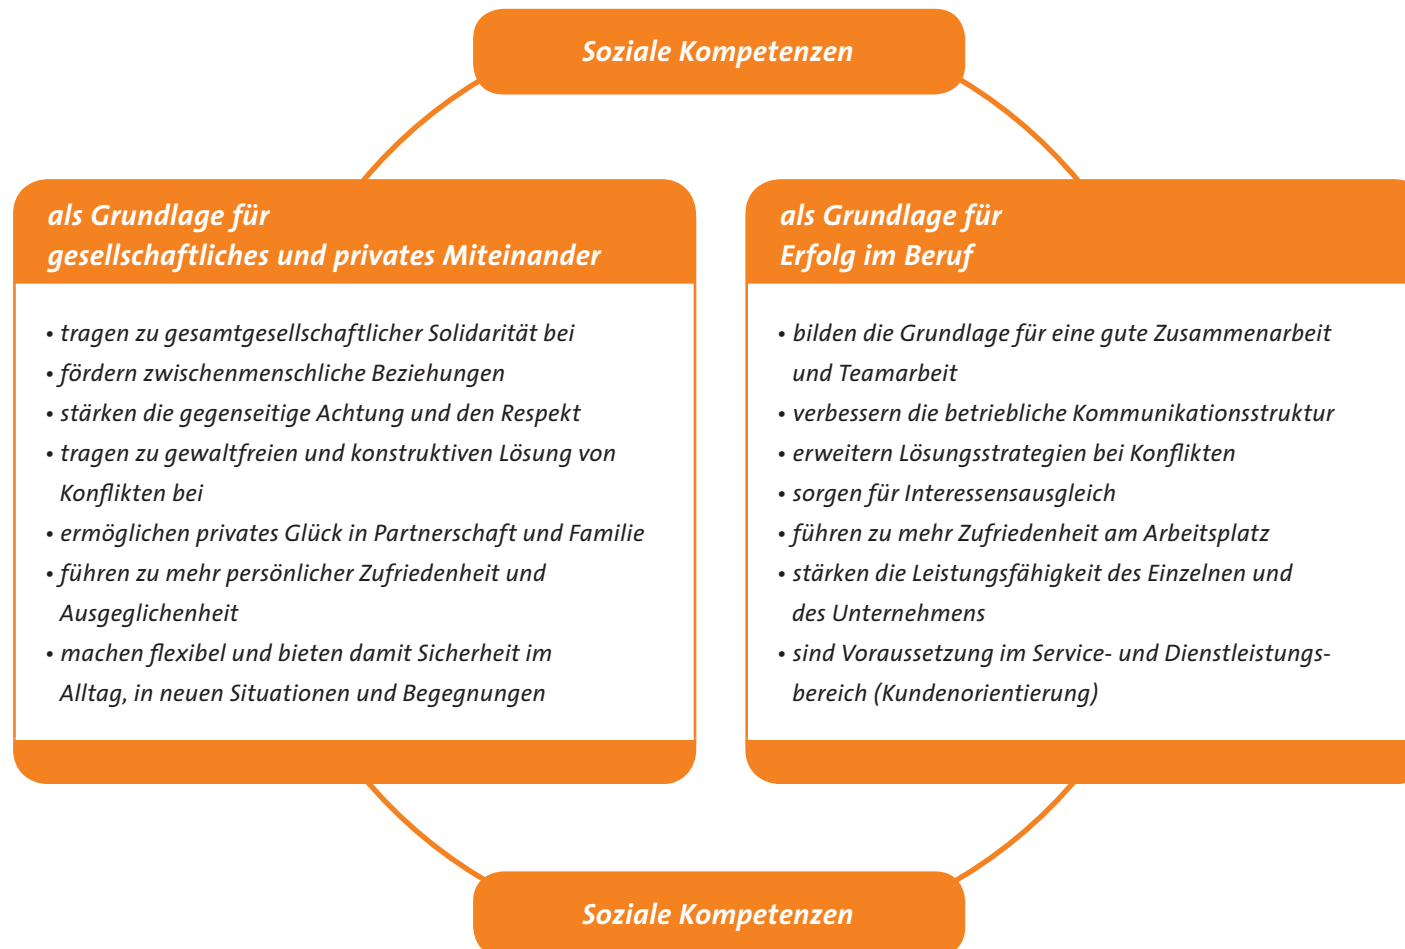 Soziale Kompetenzen
als Grundlage für
gesellschaftliches und privates Miteinander
• tragen zu gesamtgesellschaftlicher Solidarität bei
• fördern zwischenmenschliche Beziehungen
• stärken die gegenseitige Achtung und den Respekt
• tragen zu gewaltfreien und konstruktiven Lösung von
Konflikten bei
• ermöglichen privates Glück in Partnerschaft und Familie
• führen zu mehr persönlicher Zufriedenheit und
Ausgeglichenheit
• machen flexibel und bieten damit Sicherheit im
Alltag, in neuen Situationen und Begegnungen
als Grundlage für
Erfolg im Beruf
• bilden die Grundlage für eine gute Zusammenarbeit
und Teamarbeit
• verbessern die betriebliche Kommunikationsstruktur
• erweitern Lösungsstrategien bei Konflikten
• sorgen für Interessensausgleich
• führen zu mehr Zufriedenheit am Arbeitsplatz
• stärken die Leistungsfähigkeit des Einzelnen und
des Unternehmens
• sind Voraussetzung im Service- und Dienstleistungs-
bereich (Kundenorientierung)
Soziale Kompetenzen